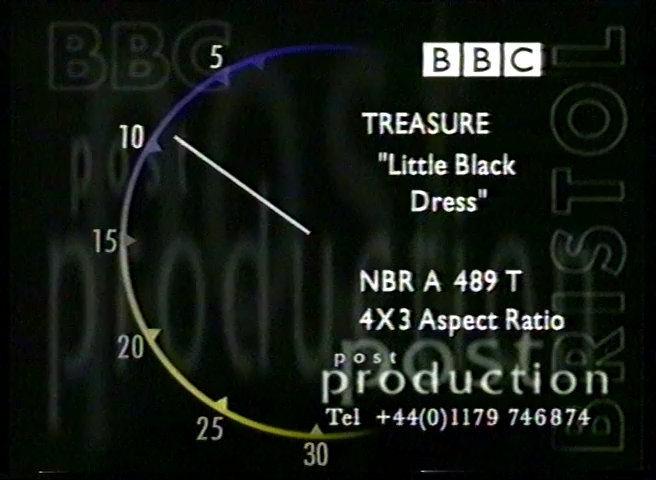 BBC
BBC
5
10
15
20
25
30
TREASURE
"Little Black
Dress"
NBR A 489 T
4X3 Aspect Ratio
post
production
Tel +44(0)1179 746874
post
production
post
BRISTOL